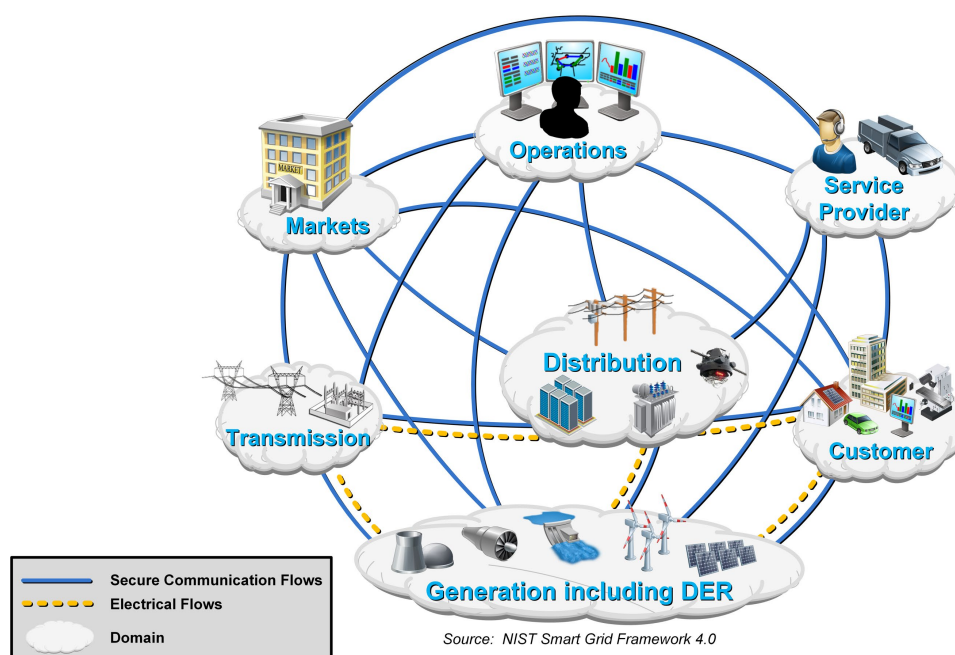 Operations
MARKET
Markets
Service
Provider
Distribution
Transmission
Customer
Generation including DER
Secure Communication Flows
Electrical Flows
Domain
Source: NIST Smart Grid Framework 4.0